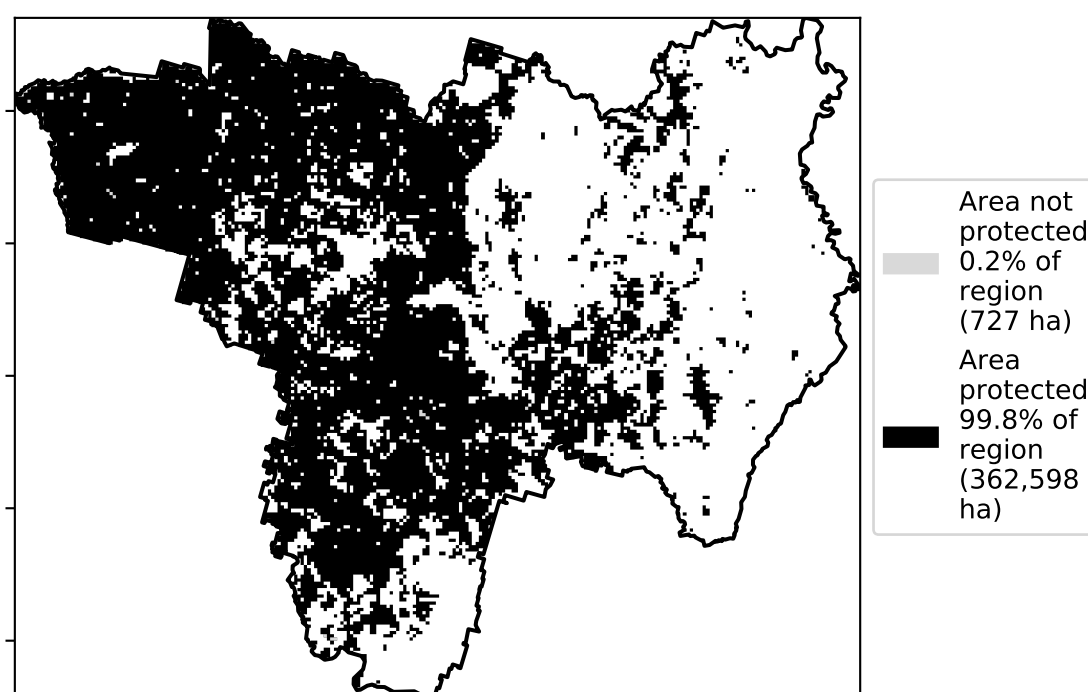 Area not
protected
0.2% of
region
(727 ha)
Area
protected
99.8% of
region
(362,598
ha)